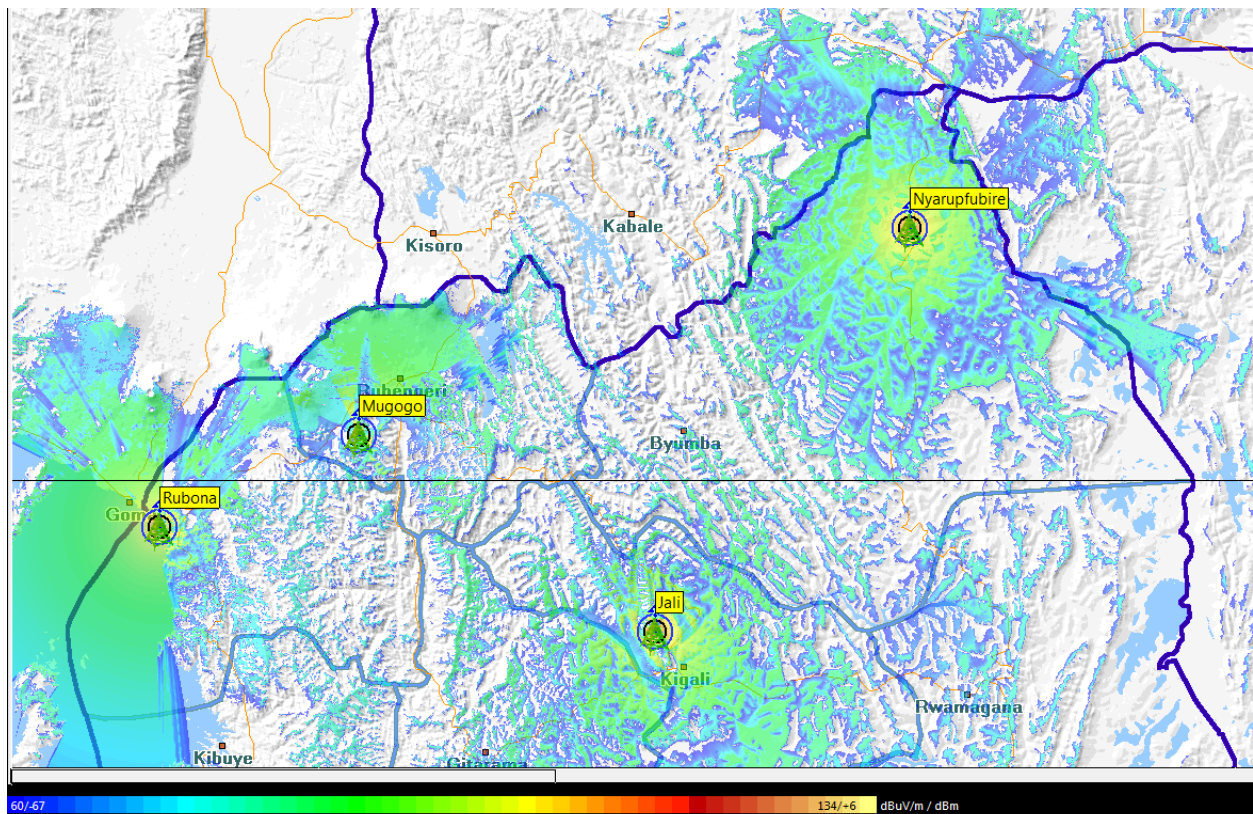 Nyarupfubire
Kabale
Kisoro
Ruhengeri
Mugogo
Byumba
Rubona
Gom
Jali
Kigali
Rwamagana
Kibuye
Gitarama
60/-67
134/+6
dBuV/m / dBm